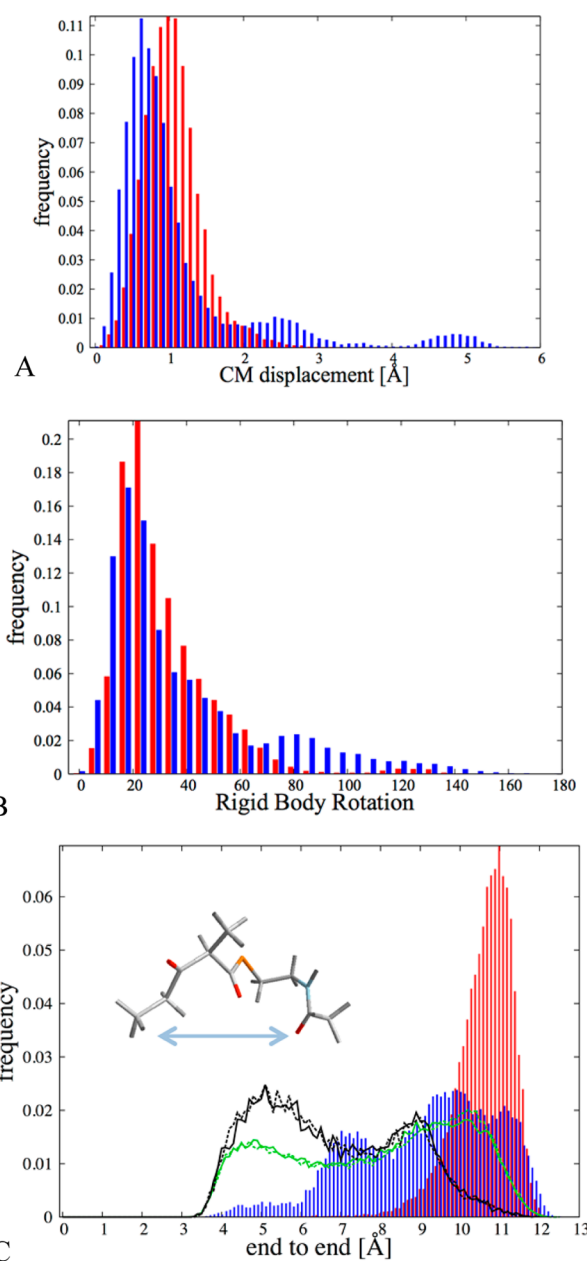 0.11
0.1
0.09
0.08
0.07
0.06
0.05
0.04
0.03
0.02
0.01
0
frequency
0 1 2 3 4 5 6
CM displacement [Å]
A
0.2
0.18
0.16
0.14
0.12
0.1
0.08
0.06
0.04
0.02
0
frequency
0 20 40 60 80 100 120 140 160 180
Rigid Body Rotation
B
0.06
0.05
0.04
0.03
0.02
0.01
0
frequency
0 1 2 3 4 5 6 7 8 9 10 11 12 13
end to end [Å]
C